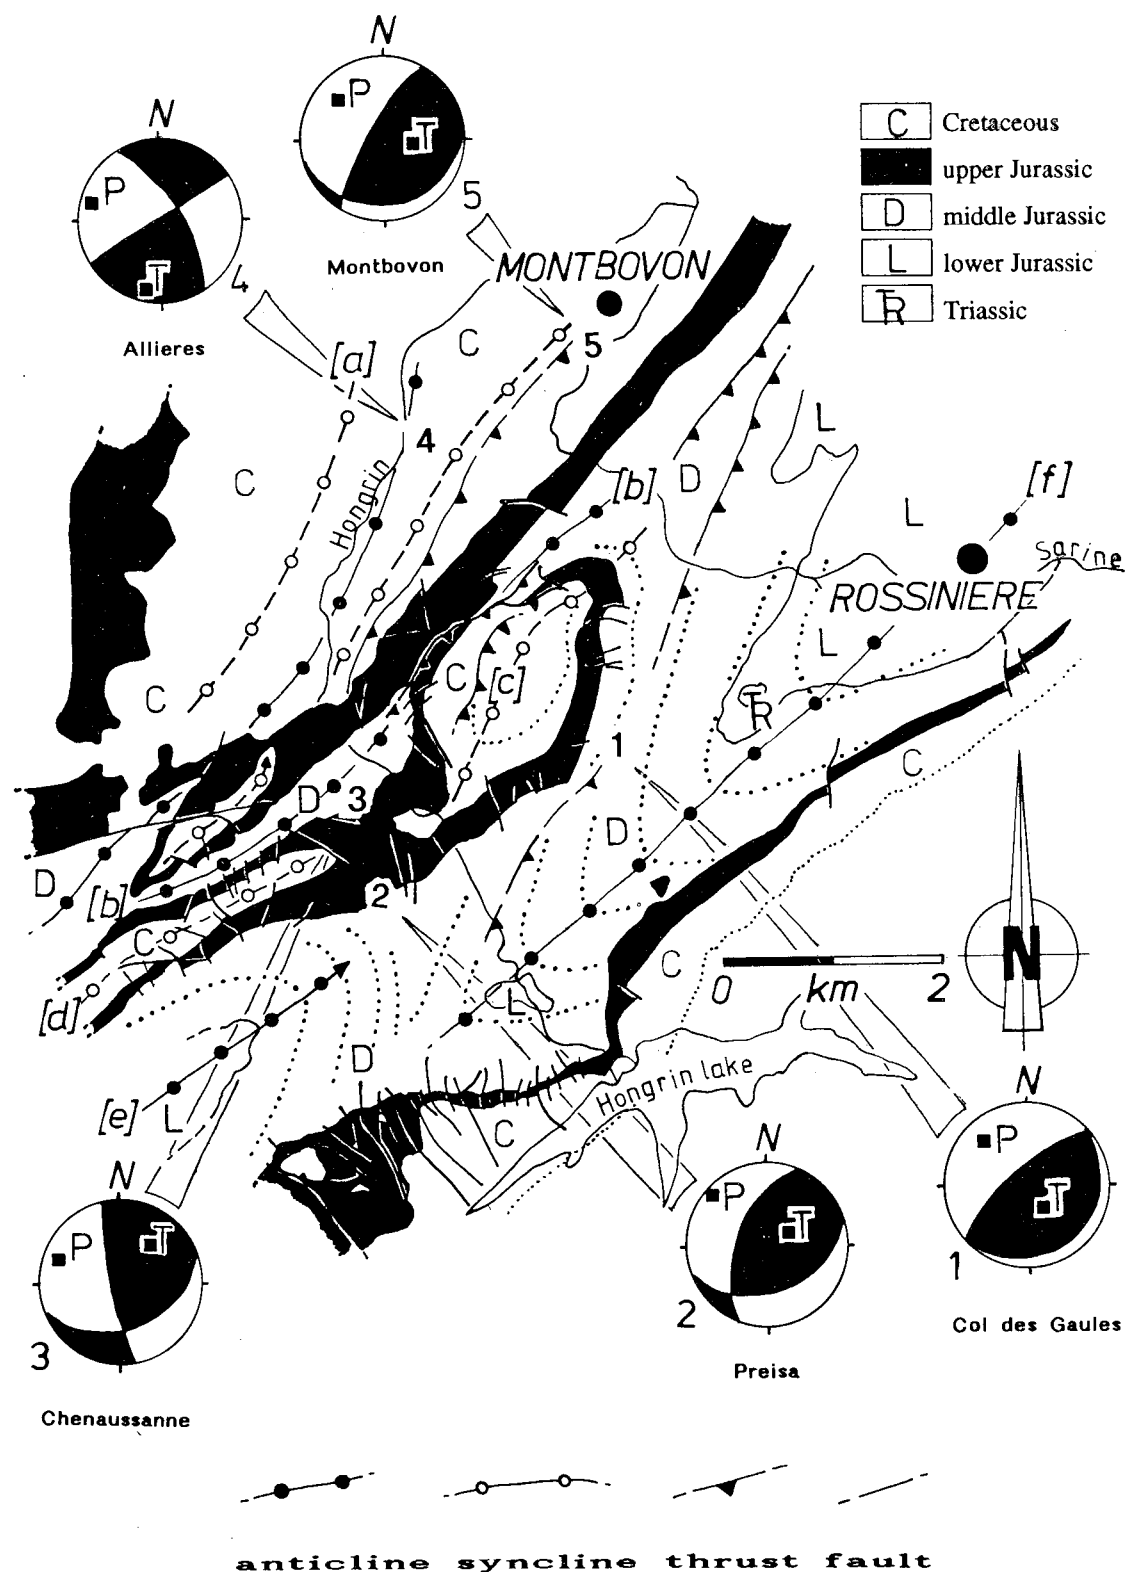 N
P
T
5
Montbovon
N
P
T
4
Allieres
C Cretaceous
upper Jurassic
D middle Jurassic
L lower Jurassic
TR Triassic
MONTBOVON
C
5
[a]
4
L
C
Hongrin
[b]
D
L
[f]
Sarine
ROSSINIERE
L
C
C
[c]
TR
1
C
D
3
D
D
[b]
2
C
C
[d]
L
0 km 2
N
D
Hongrin lake
[e]
L
C
N
P
T
3
Chenaussanne
N
P
T
2
Preisa
N
P
T
1
Col des Gaules
anticline syncline thrust fault